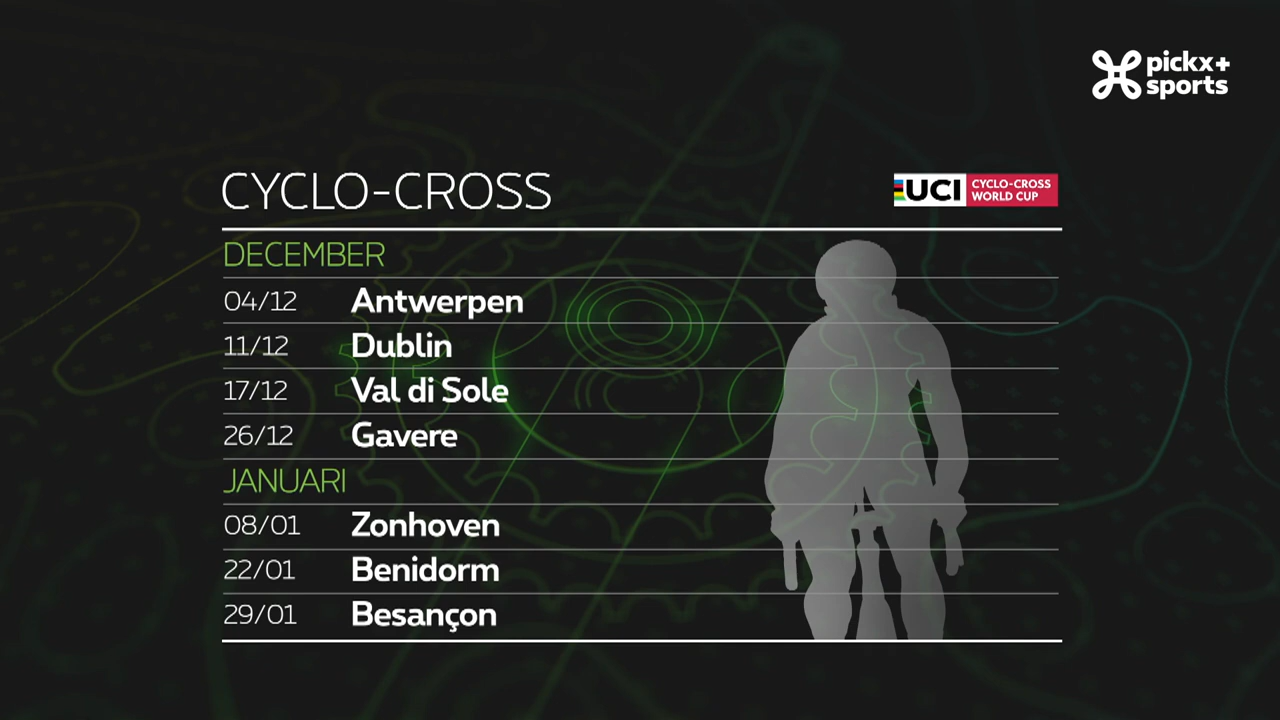 pickx+
sports
CYCLO-CROSS
UCI CYCLO-CROSS
WORLD CUP
DECEMBER
04/12 Antwerpen
11/12 Dublin
17/12 Val di Sole
26/12 Gavere
JANUARI
08/01 Zonhoven
22/01 Benidorm
29/01 Besançon